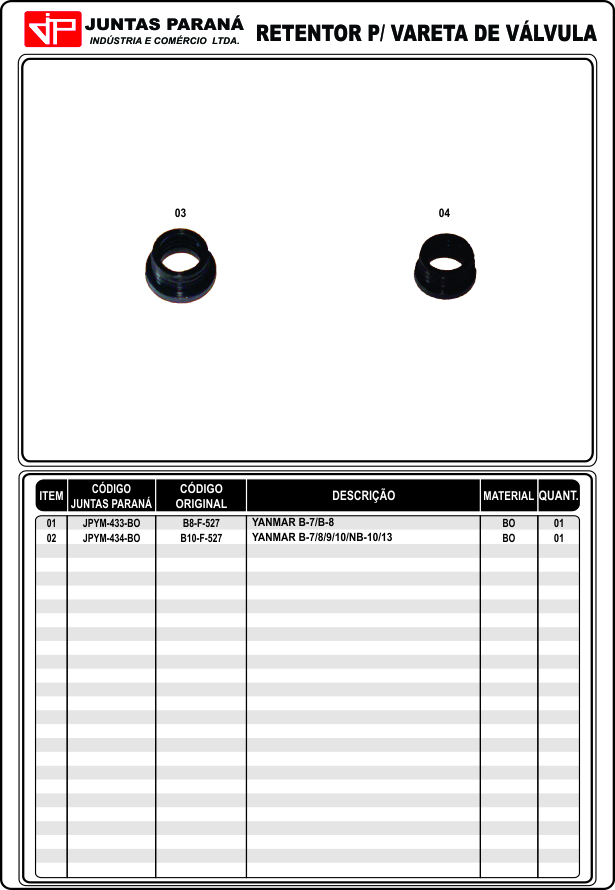 JP JUNTAS PARANÁ
INDÚSTRIA E COMÉRCIO LTDA.
RETENTOR P/ VARETA DE VÁLVULA
03 04
ITEM CÓDIGO JUNTAS PARANÁ CÓDIGO ORIGINAL DESCRIÇÃO MATERIAL QUANT.
01 JPYM-433-BO B8-F-527 YANMAR B-7/B-8 BO 01
02 JPYM-434-BO B10-F-527 YANMAR B-7/8/9/10/NB-10/13 BO 01